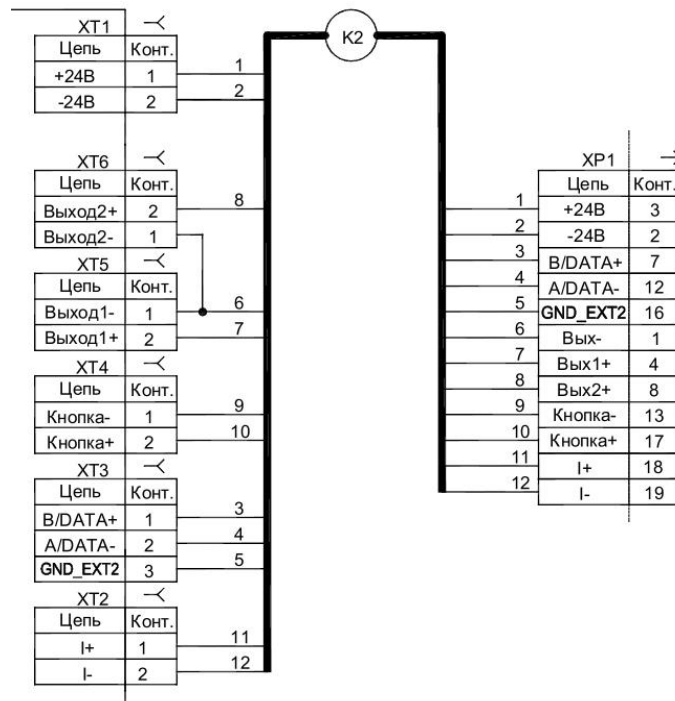 K2
XT1
Цепь Конт.
+24В 1 1
-24В 2 2
XT6
Цепь Конт.
Выход2+ 2 8
Выход2- 1
XT5
Цепь Конт.
Выход1- 1 6
Выход1+ 2 7
XT4
Цепь Конт.
Кнопка- 1 9
Кнопка+ 2 10
XT3
Цепь Конт.
B/DATA+ 1 3
A/DATA- 2 4
GND_EXT2 3 5
XT2
Цепь Конт.
I+ 1 11
I- 2 12
XP1
Цепь Конт.
1 +24В 3
2 -24В 2
3 B/DATA+ 7
4 A/DATA- 12
5 GND_EXT2 16
6 Вых- 1
7 Вых1+ 4
8 Вых2+ 8
9 Кнопка- 13
10 Кнопка+ 17
11 I+ 18
12 I- 19